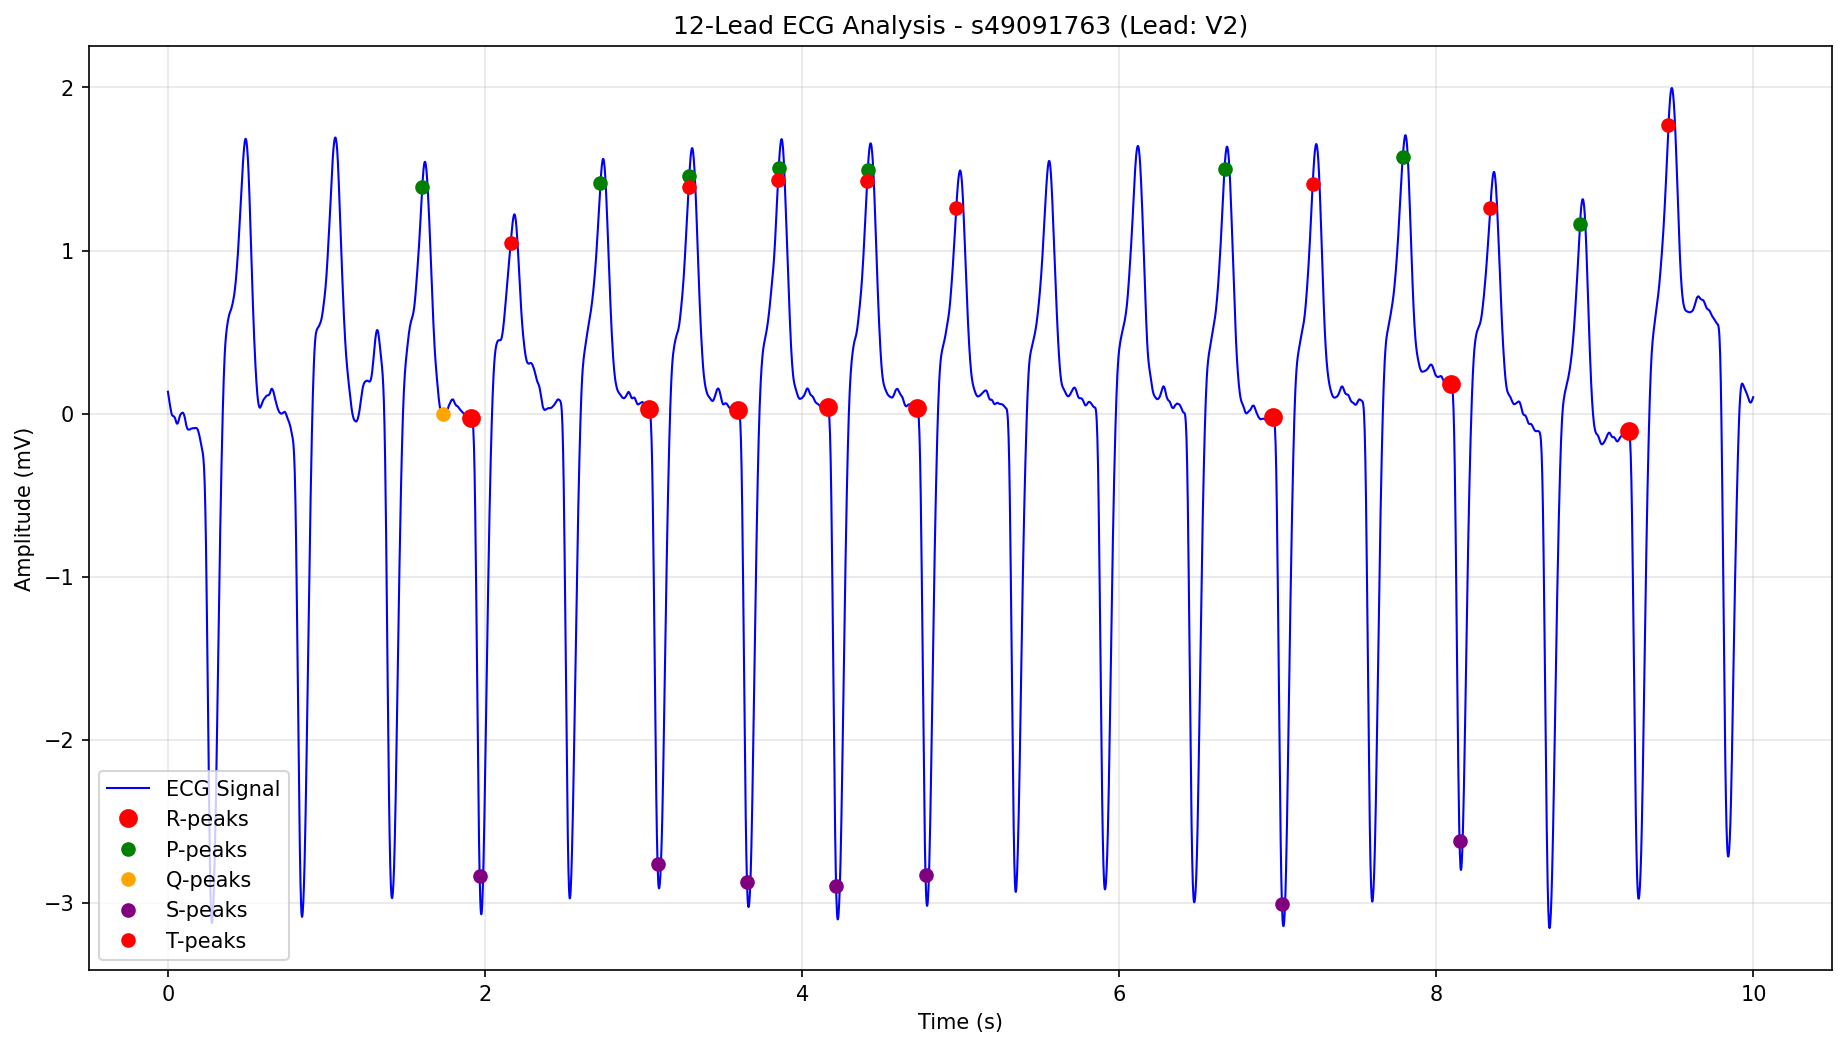 12-Lead ECG Analysis - s49091763 (Lead: V2)
2
1
0
−1
−2
−3
Amplitude (mV)
ECG Signal
R-peaks
P-peaks
Q-peaks
S-peaks
T-peaks
0 2 4 6 8 10
Time (s)